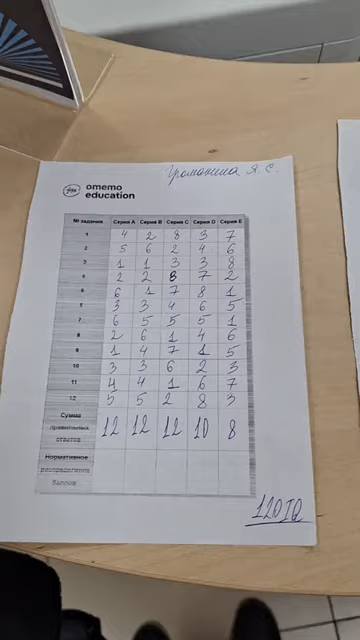 Громакина Я. С.
omemo
education
№ задания Серия A Серия B Серия C Серия D Серия E
1 4 2 8 3 7
2 5 6 2 4 6
3 1 1 3 3 8
4 2 2 8 7 2
5 6 1 7 8 1
6 3 3 4 6 5
7 6 5 5 5 1
8 2 6 1 4 6
9 1 4 7 1 5
10 3 3 6 2 3
11 4 4 1 6 7
12 5 5 2 8 3
Сумма
правильных
ответов 12 12 12 10 8
Нормативное
распределение
баллов
120 IQ